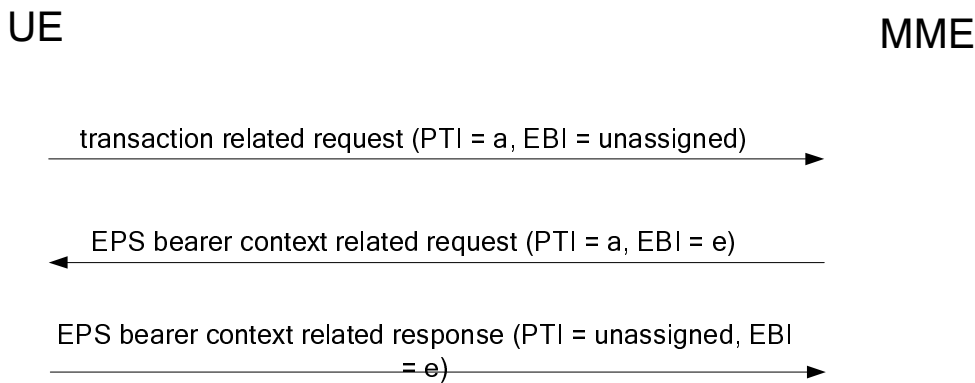 UE
MME
transaction related request (PTI = a, EBI = unassigned)
EPS bearer context related request (PTI = a, EBI = e)
EPS bearer context related response (PTI = unassigned, EBI
= e)